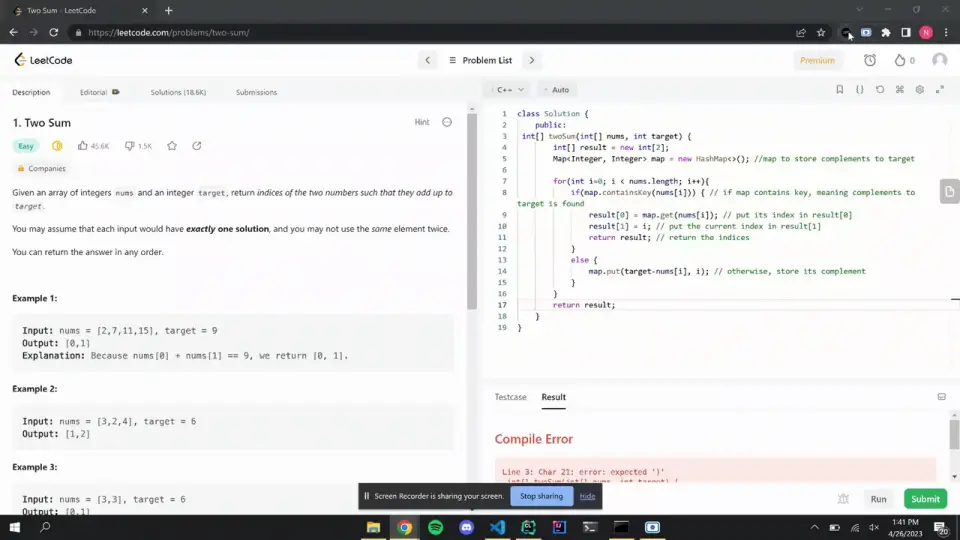 Two Sum - LeetCode
https://leetcode.com/problems/two-sum/
N
LeetCode
Problem List
Premium
0
Description
Editorial
Solutions (18.6K)
Submissions
C++
Auto
1. Two Sum
Hint
Easy
45.6K
1.5K
Companies
Given an array of integers nums and an integer target, return indices of the two numbers such that they add up to
target.
You may assume that each input would have exactly one solution, and you may not use the same element twice.
You can return the answer in any order.
Example 1:
Input: nums = [2,7,11,15], target = 9
Output: [0,1]
Explanation: Because nums[0] + nums[1] == 9, we return [0, 1].
Example 2:
Input: nums = [3,2,4], target = 6
Output: [1,2]
Example 3:
Input: nums = [3,3], target = 6
Output: [0,1]
1 class Solution {
2 public:
3 int[] twoSum(int[] nums, int target) {
4 int[] result = new int[2];
5 Map<Integer, Integer> map = new HashMap<>(); //map to store complements to target
6
7 for(int i=0; i < nums.length; i++){
8 if(map.containsKey(nums[i])) { // if map contains key, meaning complements to
target is found
9 result[0] = map.get(nums[i]); // put its index in result[0]
10 result[1] = i; // put the current index in result[1]
11 return result; // return the indices
12 }
13 else {
14 map.put(target-nums[i], i); // otherwise, store its complement
15 }
16 }
17 return result;
18 }
19 }
Testcase
Result
Compile Error
Line 3: Char 21: error: expected ')'
int[] twoSum(int[] nums, int target) {
Run
Submit
Screen Recorder is sharing your screen.
Stop sharing
hide
1:41 PM
4/26/2023
20